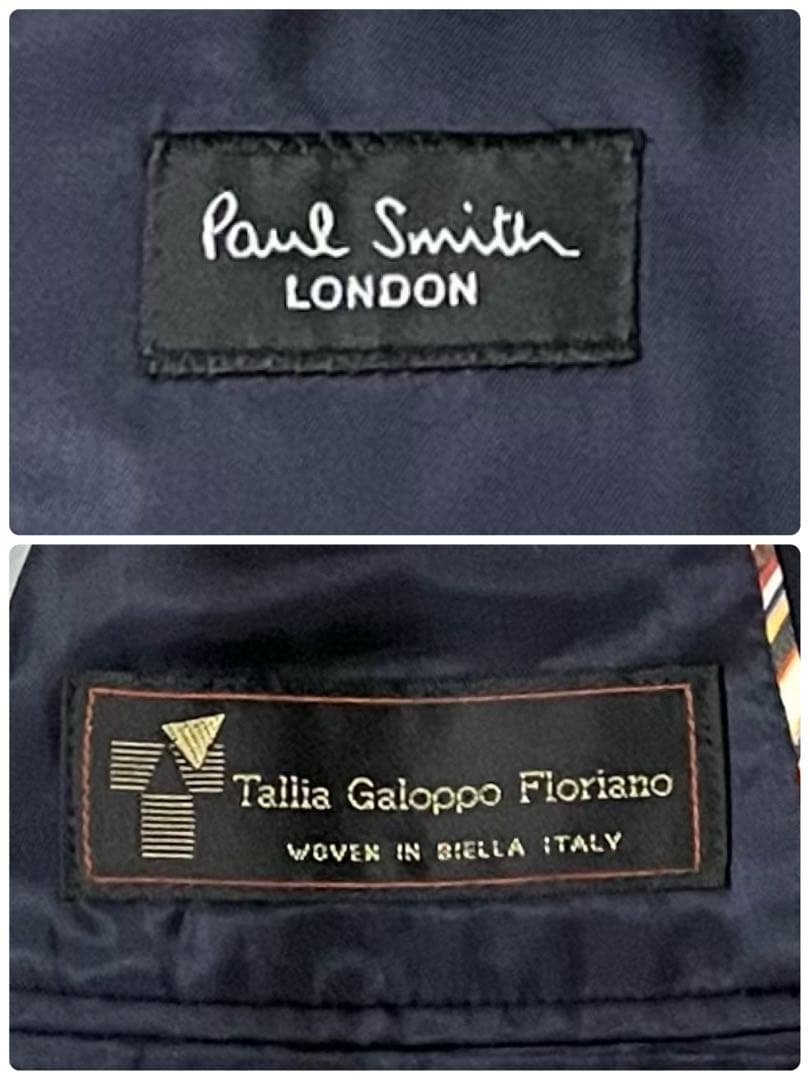 Paul Smith
LONDON
Tallia Galoppo Floriano
WOVEN IN BIELLA ITALY